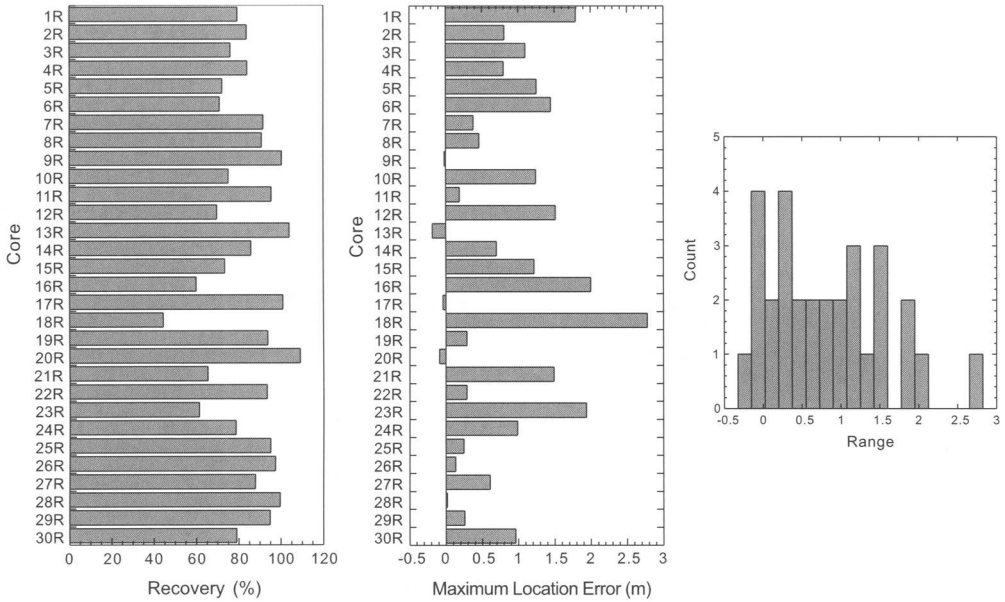 1R
2R
3R
4R
5R
6R
7R
8R
9R
10R
11R
12R
13R
14R
15R
16R
17R
18R
19R
20R
21R
22R
23R
24R
25R
26R
27R
28R
29R
30R
Core
0 20 40 60 80 100 120
Recovery (%)
1R
2R
3R
4R
5R
6R
7R
8R
9R
10R
11R
12R
13R
14R
15R
16R
17R
18R
19R
20R
21R
22R
23R
24R
25R
26R
27R
28R
29R
30R
Core
-0.5 0 0.5 1 1.5 2 2.5 3
Maximum Location Error (m)
5
4
3
2
1
0
Count
-0.5 0 0.5 1 1.5 2 2.5 3
Range